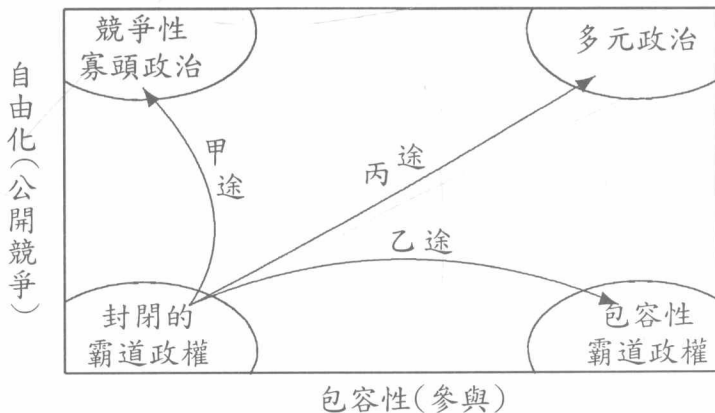 競爭性
寡頭政治
多元政治
自由化(公開競爭)
甲途
丙途
乙途
封閉的
霸道政權
包容性
霸道政權
包容性(參與)